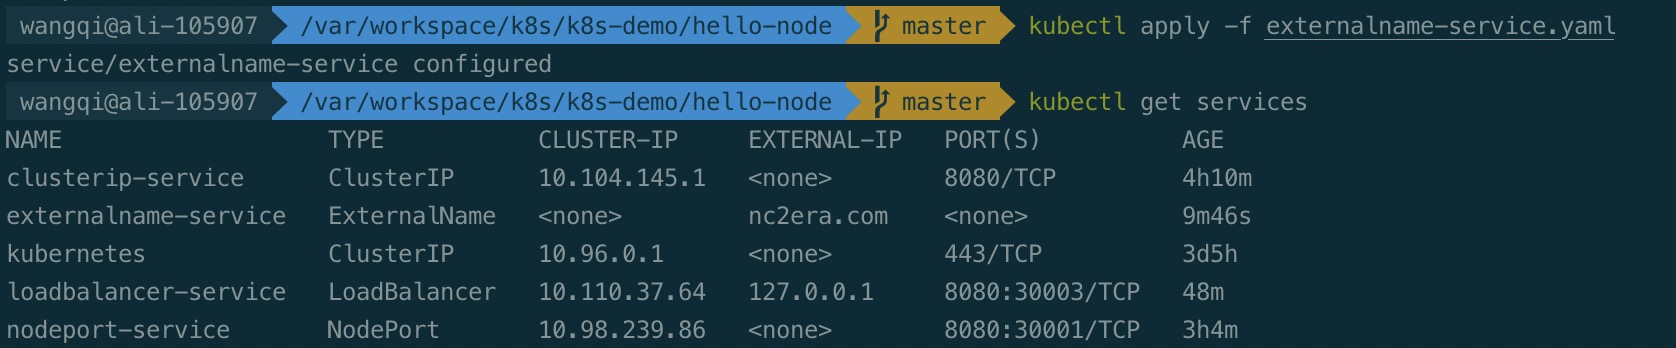 wangqi@ali-105907 /var/workspace/k8s/k8s-demo/hello-node master kubectl apply -f externalname-service.yaml
service/externalname-service configured
wangqi@ali-105907 /var/workspace/k8s/k8s-demo/hello-node master kubectl get services
NAME TYPE CLUSTER-IP EXTERNAL-IP PORT(S) AGE
clusterip-service ClusterIP 10.104.145.1 <none> 8080/TCP 4h10m
externalname-service ExternalName <none> nc2era.com <none> 9m46s
kubernetes ClusterIP 10.96.0.1 <none> 443/TCP 3d5h
loadbalancer-service LoadBalancer 10.110.37.64 127.0.0.1 8080:30003/TCP 48m
nodeport-service NodePort 10.98.239.86 <none> 8080:30001/TCP 3h4m